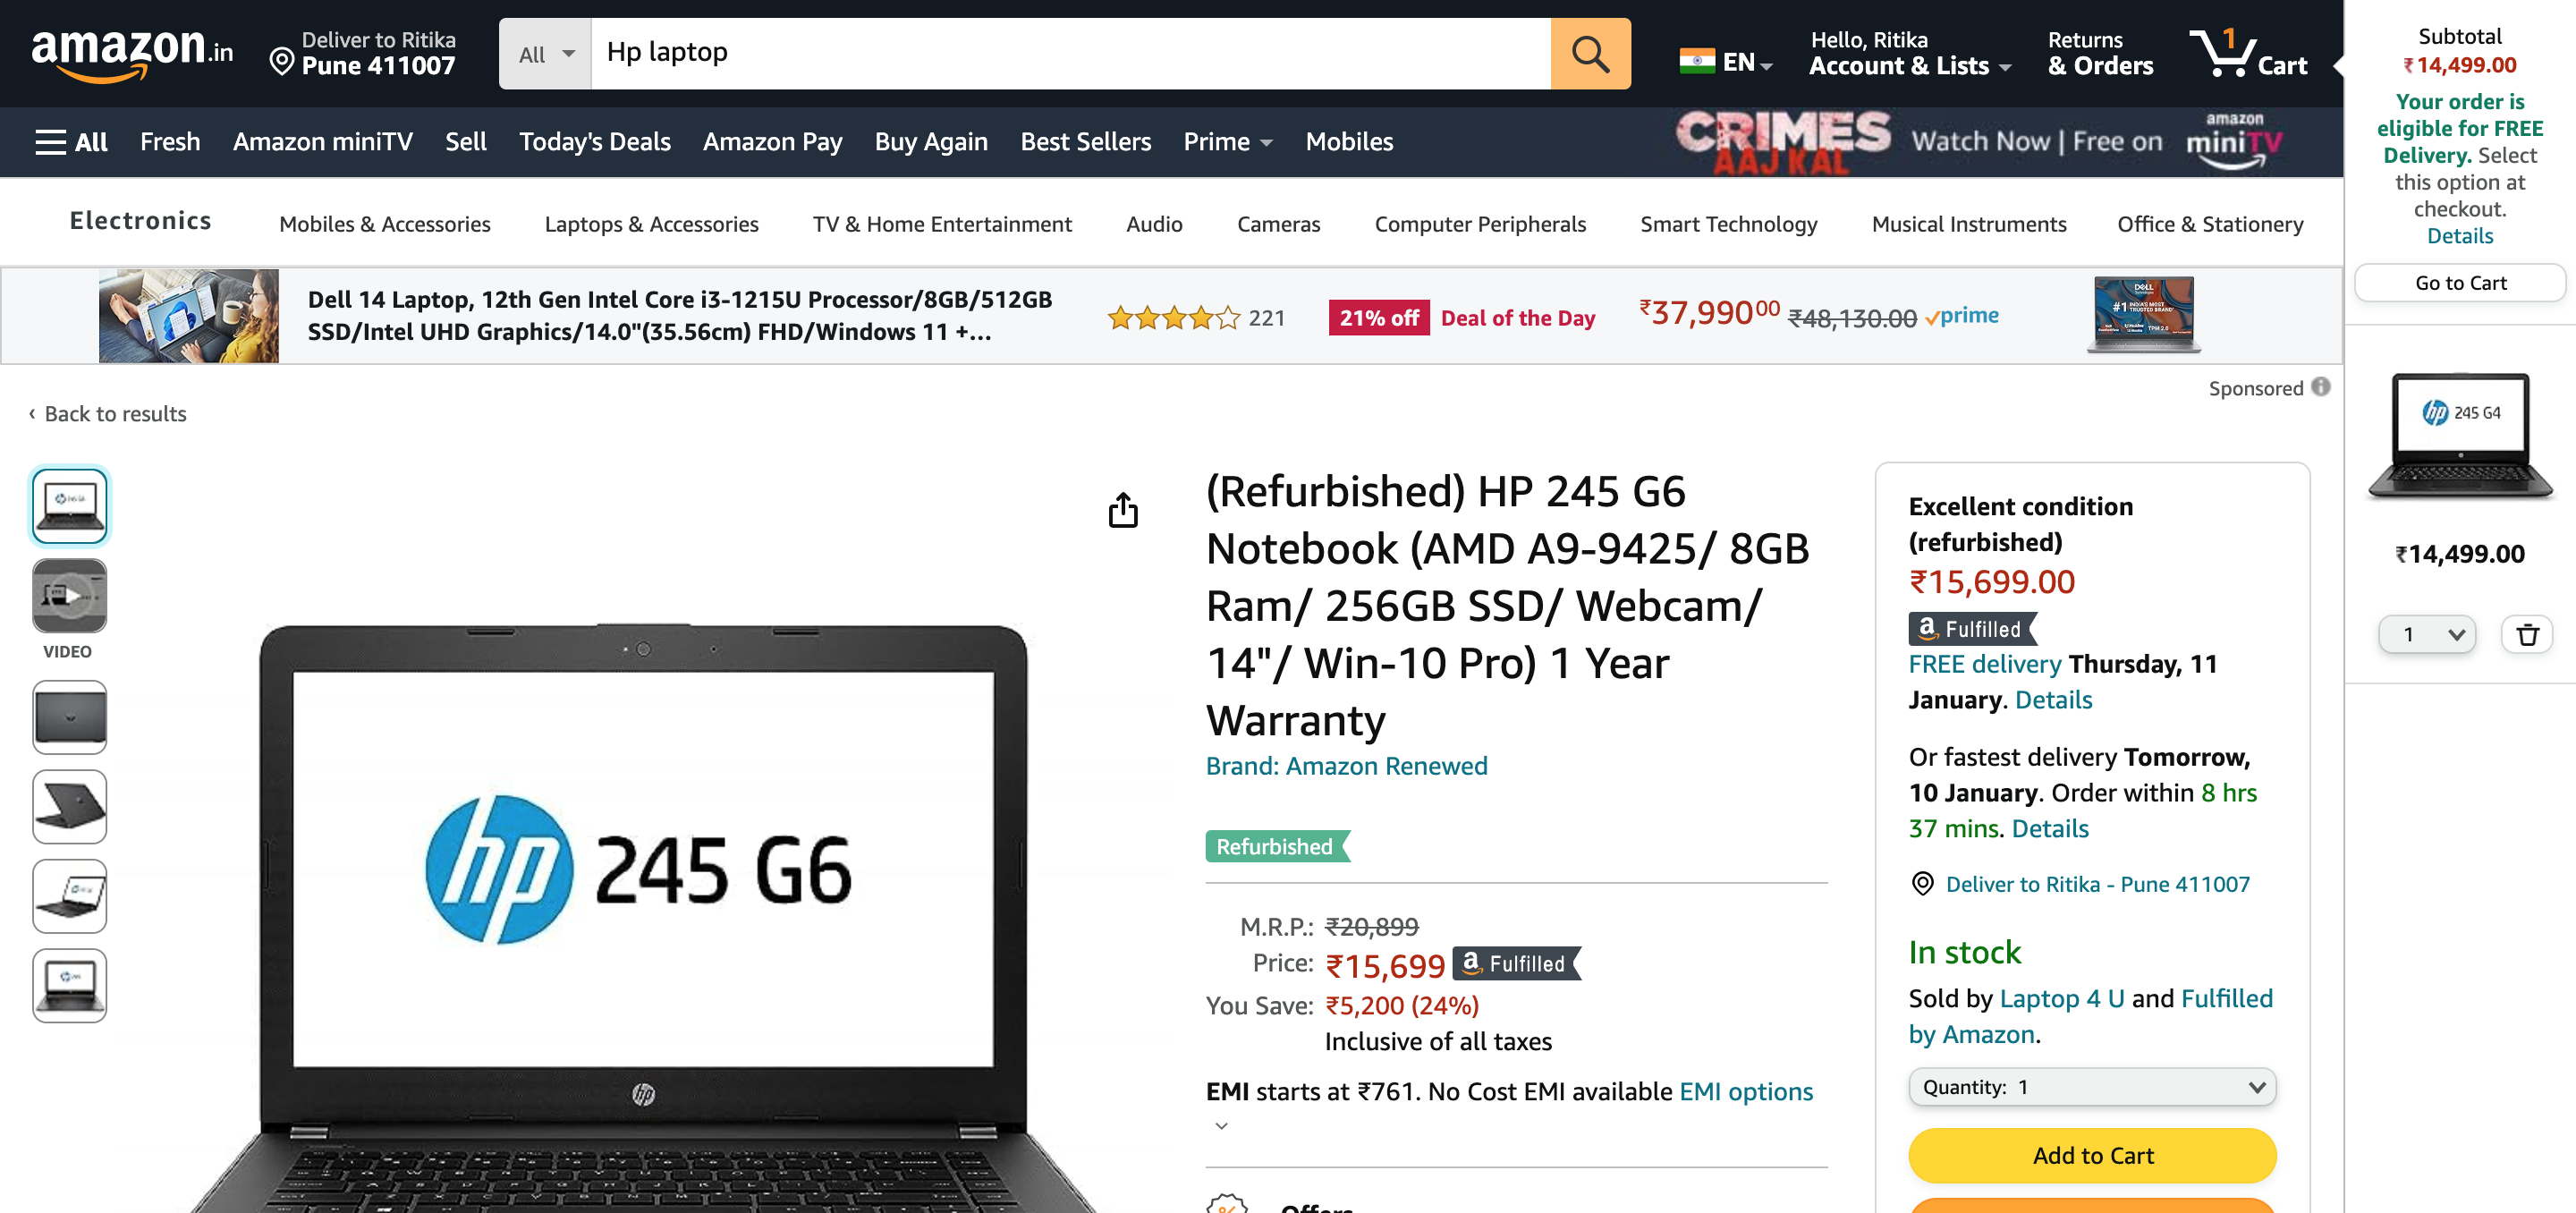 amazon.in
Deliver to Ritika
Pune 411007
All
Hp laptop
EN
Hello, Ritika
Account & Lists
Returns
& Orders
1
Cart
All
Fresh
Amazon miniTV
Sell
Today's Deals
Amazon Pay
Buy Again
Best Sellers
Prime
Mobiles
CRIMES
AAJ KAL
Watch Now | Free on
amazon
miniTV
Electronics
Mobiles & Accessories
Laptops & Accessories
TV & Home Entertainment
Audio
Cameras
Computer Peripherals
Smart Technology
Musical Instruments
Office & Stationery
Dell 14 Laptop, 12th Gen Intel Core i3-1215U Processor/8GB/512GB
SSD/Intel UHD Graphics/14.0"(35.56cm) FHD/Windows 11 +...
221
21% off
Deal of the Day
₹37,99000
₹48,130.00
prime
DELL
#1 INDIA'S MOST
TRUSTED BRAND
Sponsored
‹ Back to results
VIDEO
hp 245 G6
hp
(Refurbished) HP 245 G6
Notebook (AMD A9-9425/ 8GB
Ram/ 256GB SSD/ Webcam/
14"/ Win-10 Pro) 1 Year
Warranty
Brand: Amazon Renewed
Refurbished
M.R.P.: ₹20,899
Price: ₹15,699 a Fulfilled
You Save: ₹5,200 (24%)
Inclusive of all taxes
EMI starts at ₹761. No Cost EMI available EMI options
Offers
Excellent condition
(refurbished)
₹15,699.00
a Fulfilled
FREE delivery Thursday, 11
January. Details
Or fastest delivery Tomorrow,
10 January. Order within 8 hrs
37 mins. Details
Deliver to Ritika - Pune 411007
In stock
Sold by Laptop 4 U and Fulfilled
by Amazon.
Quantity: 1
Add to Cart
Subtotal
₹14,499.00
Your order is
eligible for FREE
Delivery. Select
this option at
checkout.
Details
Go to Cart
hp 245 G4
₹14,499.00
1